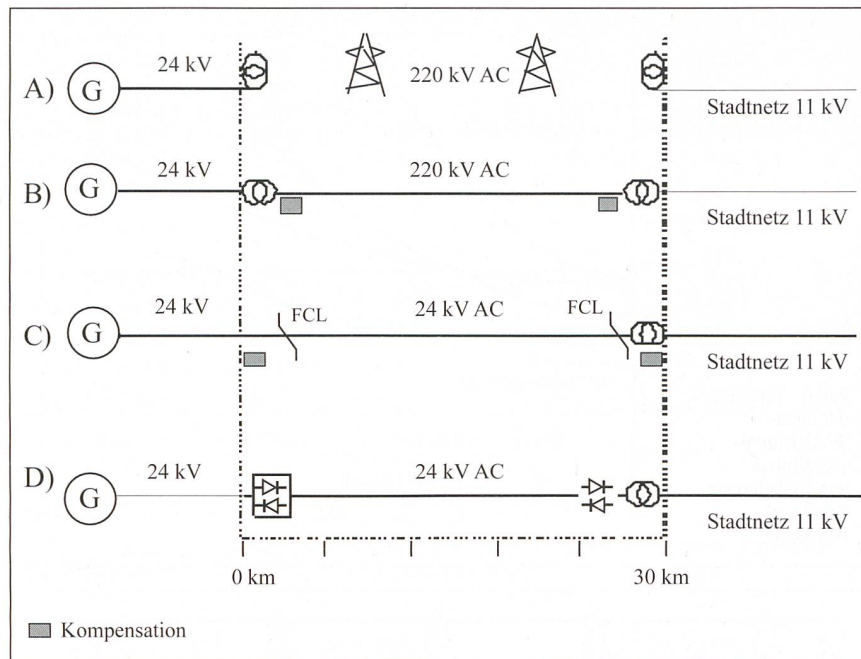 24 kV 220 kV AC
A) G Stadtnetz 11 kV
24 kV 220 kV AC
B) G Stadtnetz 11 kV
24 kV FCL 24 kV AC FCL
C) G Stadtnetz 11 kV
24 kV 24 kV AC
D) G Stadtnetz 11 kV
0 km 30 km
Kompensation